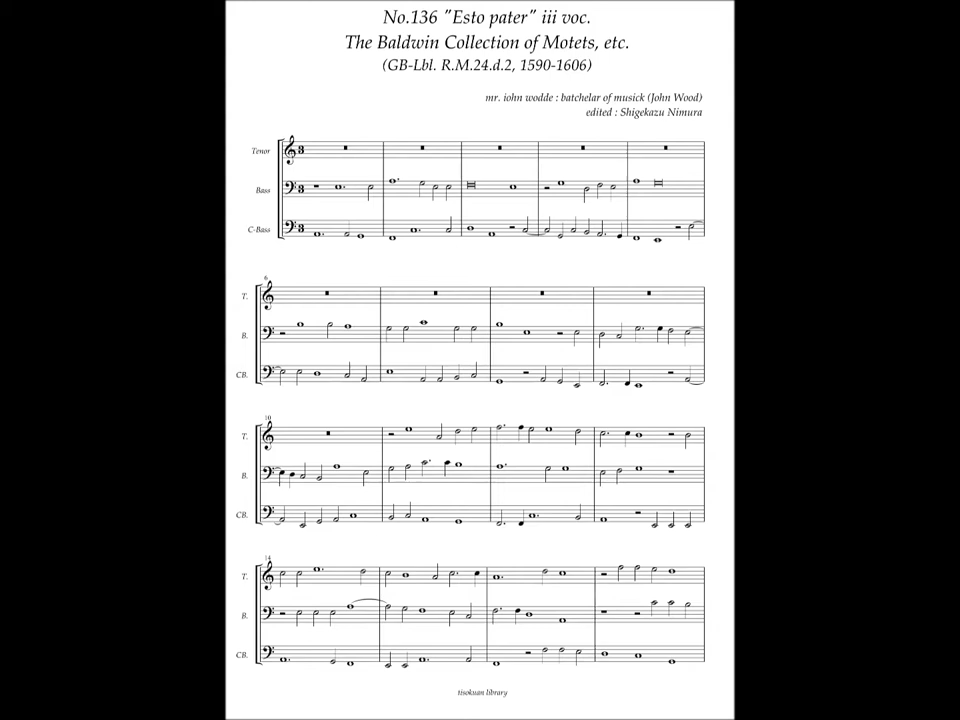 No.136 "Esto pater" iii voc.
The Baldwin Collection of Motets, etc.
(GB-Lbl. R.M.24.d.2, 1590-1606)
mr. iohn wodde : batchelar of musick (John Wood)
edited : Shigekazu Nimura
Tenor
Bass
C-Bass
6
T.
B.
CB.
10
T.
B.
CB.
14
T.
B.
CB.
tisokuan library